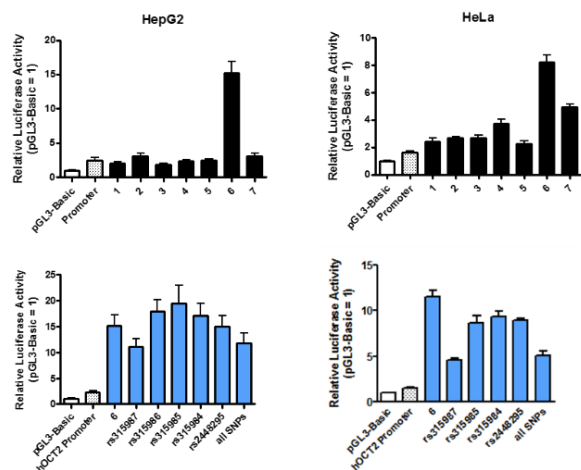 HepG2
Relative Luciferase Activity
(pGL3-Basic = 1)
20
15
10
5
0
pGL3-Basic
Promoter
1
2
3
4
5
6
7
HeLa
Relative Luciferase Activity
(pGL3-Basic = 1)
10
8
6
4
2
0
pGL3-Basic
Promoter
1
2
3
4
5
6
7
Relative Luciferase Activity
(pGL3-Basic = 1)
25
20
15
10
5
0
pGL3-Basic
hOCT2 Promoter
6
rs315987
rs315986
rs315985
rs315984
rs2448295
all SNPs
Relative Luciferase Activity
(pGL3-Basic = 1)
15
10
5
0
pGL3-Basic
hOCT2 Promoter
6
rs315987
rs315985
rs315984
rs2448295
all SNPs